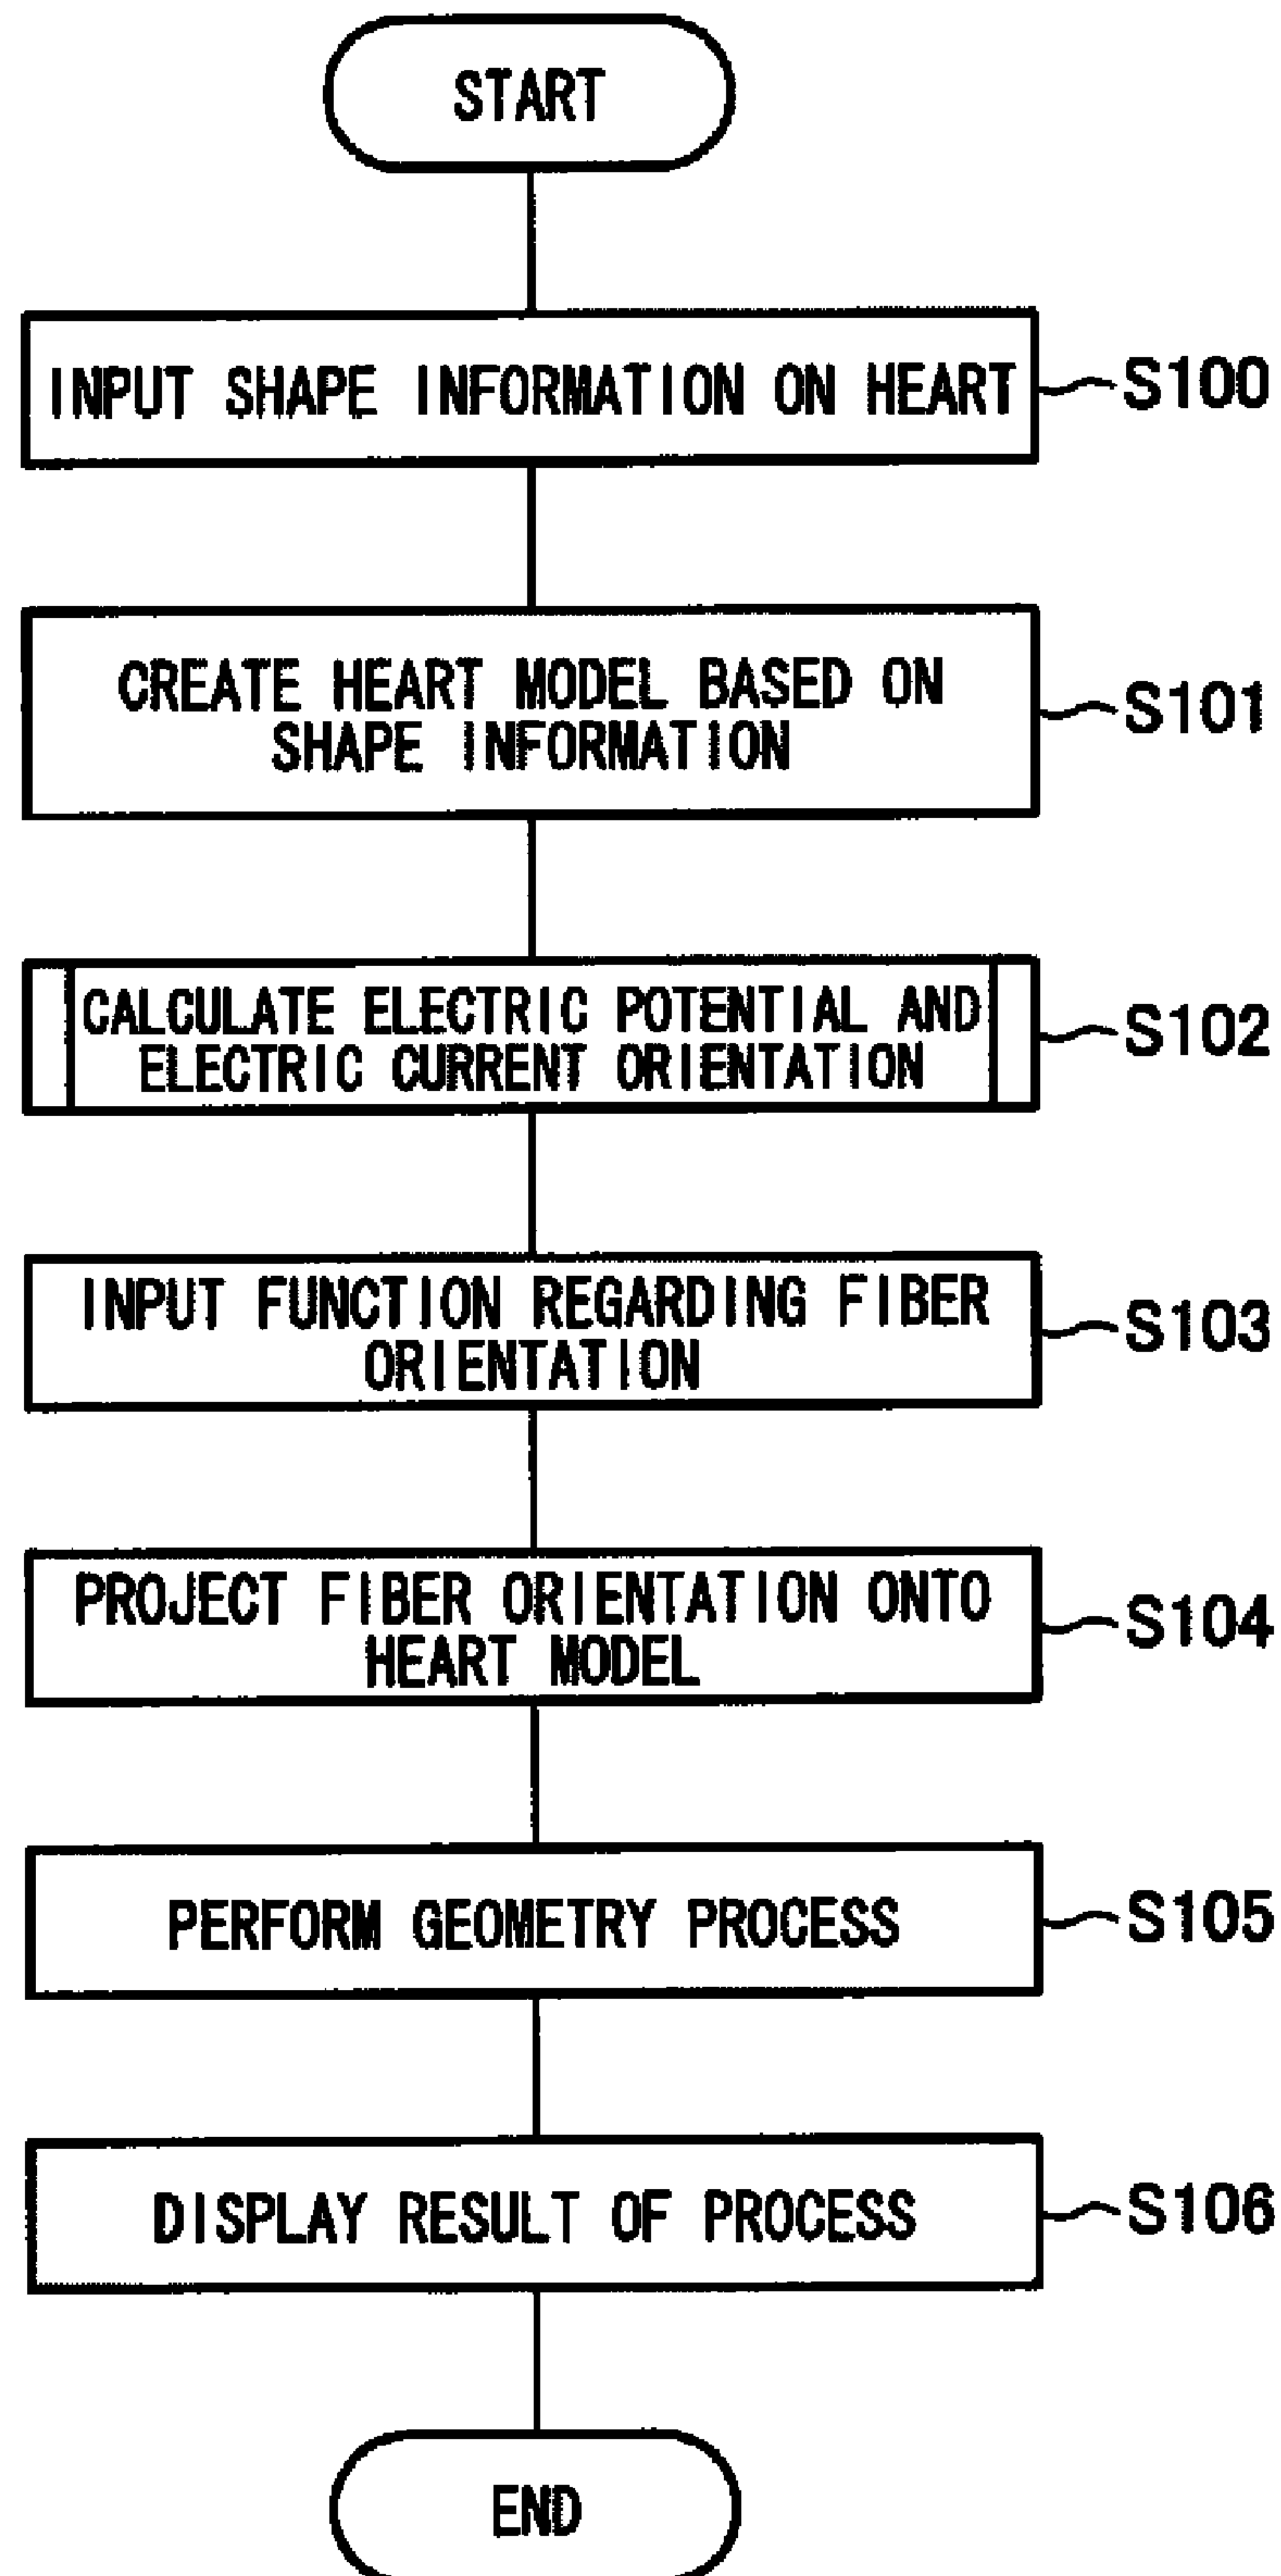 START
INPUT SHAPE INFORMATION ON HEART
S100
CREATE HEART MODEL BASED ON
SHAPE INFORMATION
S101
CALCULATE ELECTRIC POTENTIAL AND
ELECTRIC CURRENT ORIENTATION
S102
INPUT FUNCTION REGARDING FIBER
ORIENTATION
S103
PROJECT FIBER ORIENTATION ONTO
HEART MODEL
S104
PERFORM GEOMETRY PROCESS
S105
DISPLAY RESULT OF PROCESS
S106
END